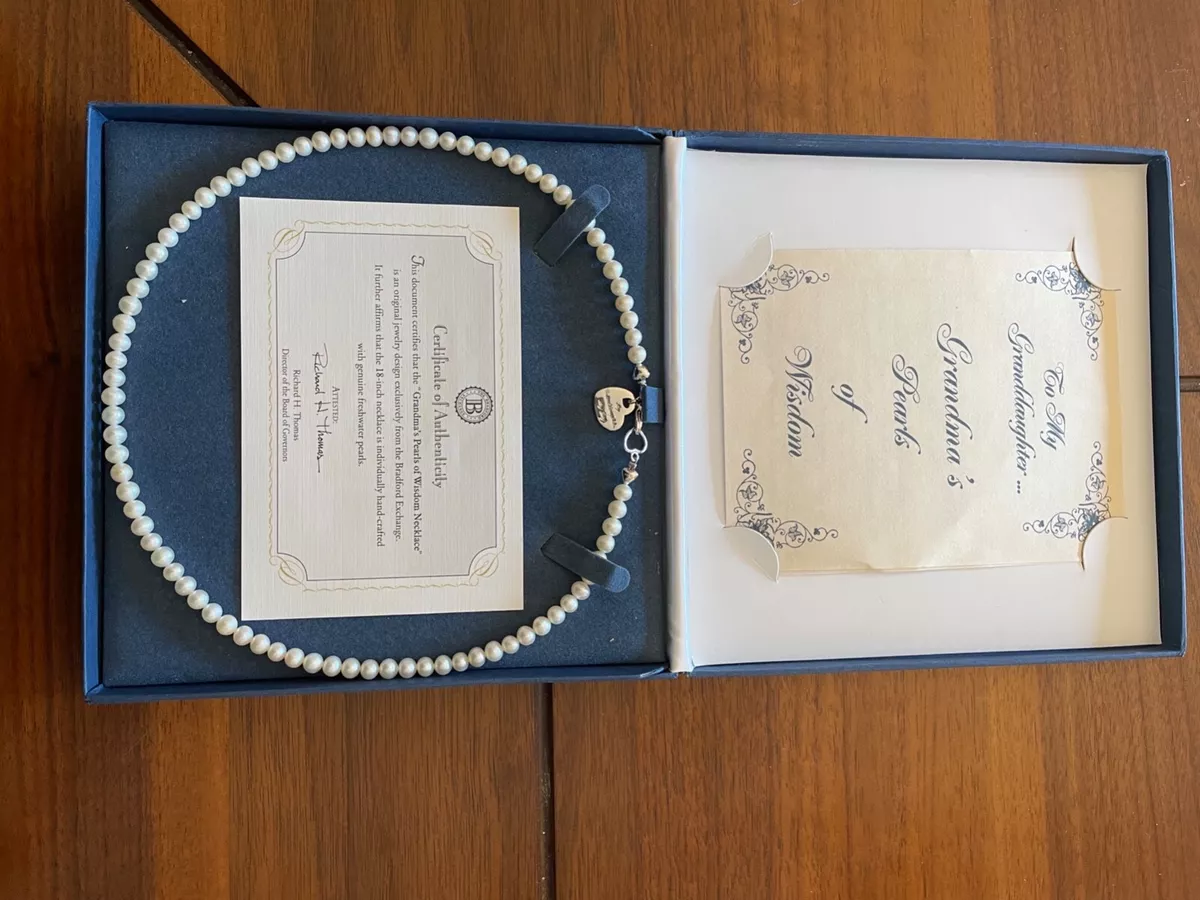 To My
Granddaughter ...
Grandma's
Pearls
of
Wisdom
B
Certificate of Authenticity
This document certifies that the "Grandma's Pearls of Wisdom Necklace"
is an original jewelry design exclusively from the Bradford Exchange.
It further affirms that the 18-inch necklace is individually hand-crafted
with genuine freshwater pearls.
Attested:
Richard H. Thomas
Richard H. Thomas
Director of the Board of Governors